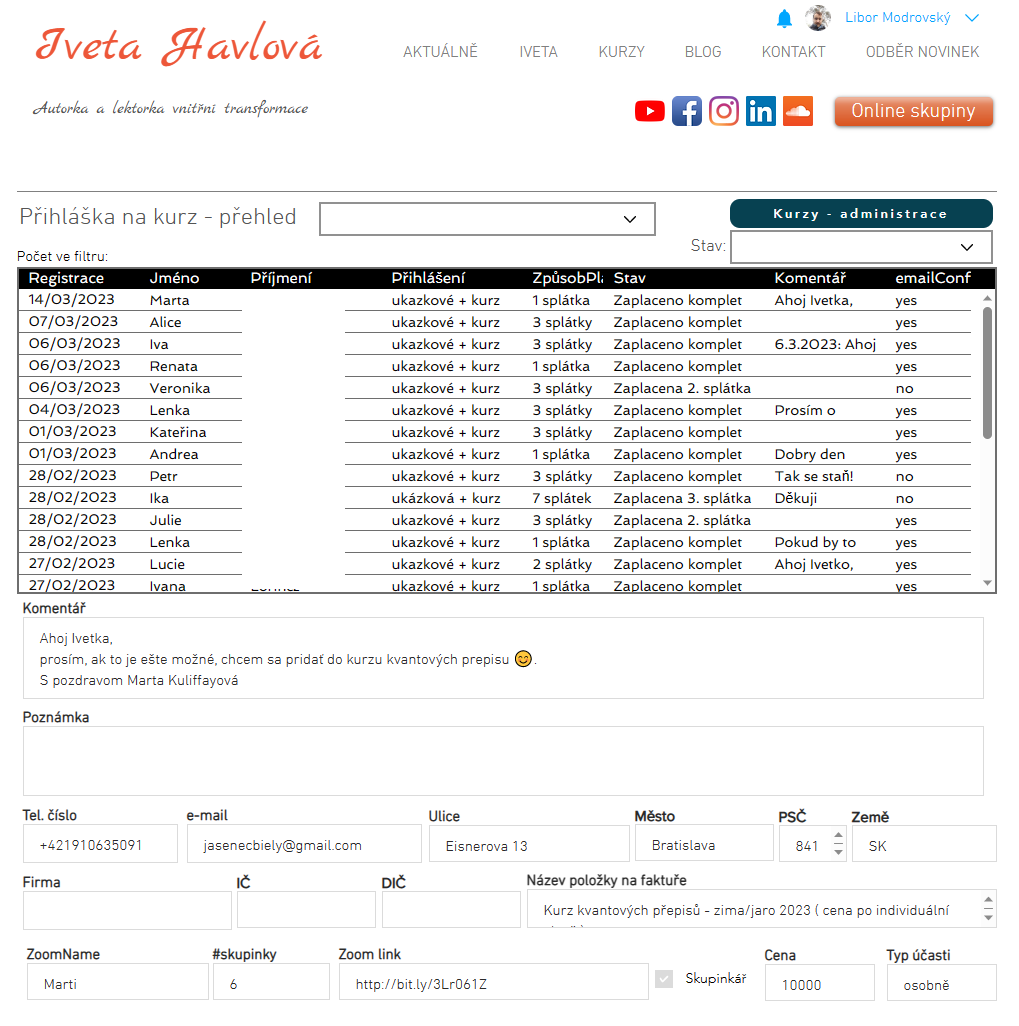 Libor Modrovský
Iveta Havlová
AKTUÁLNĚ IVETA KURZY BLOG KONTAKT ODBĚR NOVINEK
Autorka a lektorka vnitřní transformace
Online skupiny
Přihláška na kurz - přehled
Kurzy - administrace
Stav:
Počet ve filtru:
Registrace Jméno Příjmení Přihlášení ZpůsobPla Stav Komentář emailConf
14/03/2023 Marta ukazkové + kurz 1 splátka Zaplaceno komplet Ahoj Ivetka, yes
07/03/2023 Alice ukazkové + kurz 3 splátky Zaplaceno komplet yes
06/03/2023 Iva ukazkové + kurz 3 splátky Zaplaceno komplet 6.3.2023: Ahoj yes
06/03/2023 Renata ukazkové + kurz 1 splátka Zaplaceno komplet yes
06/03/2023 Veronika ukazkové + kurz 3 splátky Zaplacena 2. splátka no
04/03/2023 Lenka ukazkové + kurz 3 splátky Zaplaceno komplet Prosím o yes
01/03/2023 Kateřina ukazkové + kurz 3 splátky Zaplaceno komplet yes
01/03/2023 Andrea ukazkové + kurz 1 splátka Zaplaceno komplet Dobry den yes
28/02/2023 Petr ukazkové + kurz 3 splátky Zaplaceno komplet Tak se staň! no
28/02/2023 Ika ukázková + kurz 7 splátek Zaplacena 3. splátka Děkuji no
28/02/2023 Julie ukazkové + kurz 3 splátky Zaplacena 2. splátka yes
28/02/2023 Lenka ukazkové + kurz 1 splátka Zaplaceno komplet Pokud by to yes
27/02/2023 Lucie ukazkové + kurz 2 splátky Zaplaceno komplet Ahoj Ivetko, yes
27/02/2023 Ivana ukazkové + kurz 1 splátka Zaplaceno komplet yes
Komentář
Ahoj Ivetka,
prosím, ak to je ešte možné, chcem sa pridať do kurzu kvantových prepisu 😊.
S pozdravom Marta Kuliffayová
Poznámka
Tel. číslo e-mail Ulice Město PSČ Země
+421910635091 jasenecbiely@gmail.com Eisnerova 13 Bratislava 841 SK
Firma IČ DIČ Název položky na faktuře
Kurz kvantových přepisů - zima/jaro 2023 ( cena po individuální
ZoomName #skupinky Zoom link Cena Typ účasti
Marti 6 http://bit.ly/3Lr061Z Skupinkář 10000 osobně